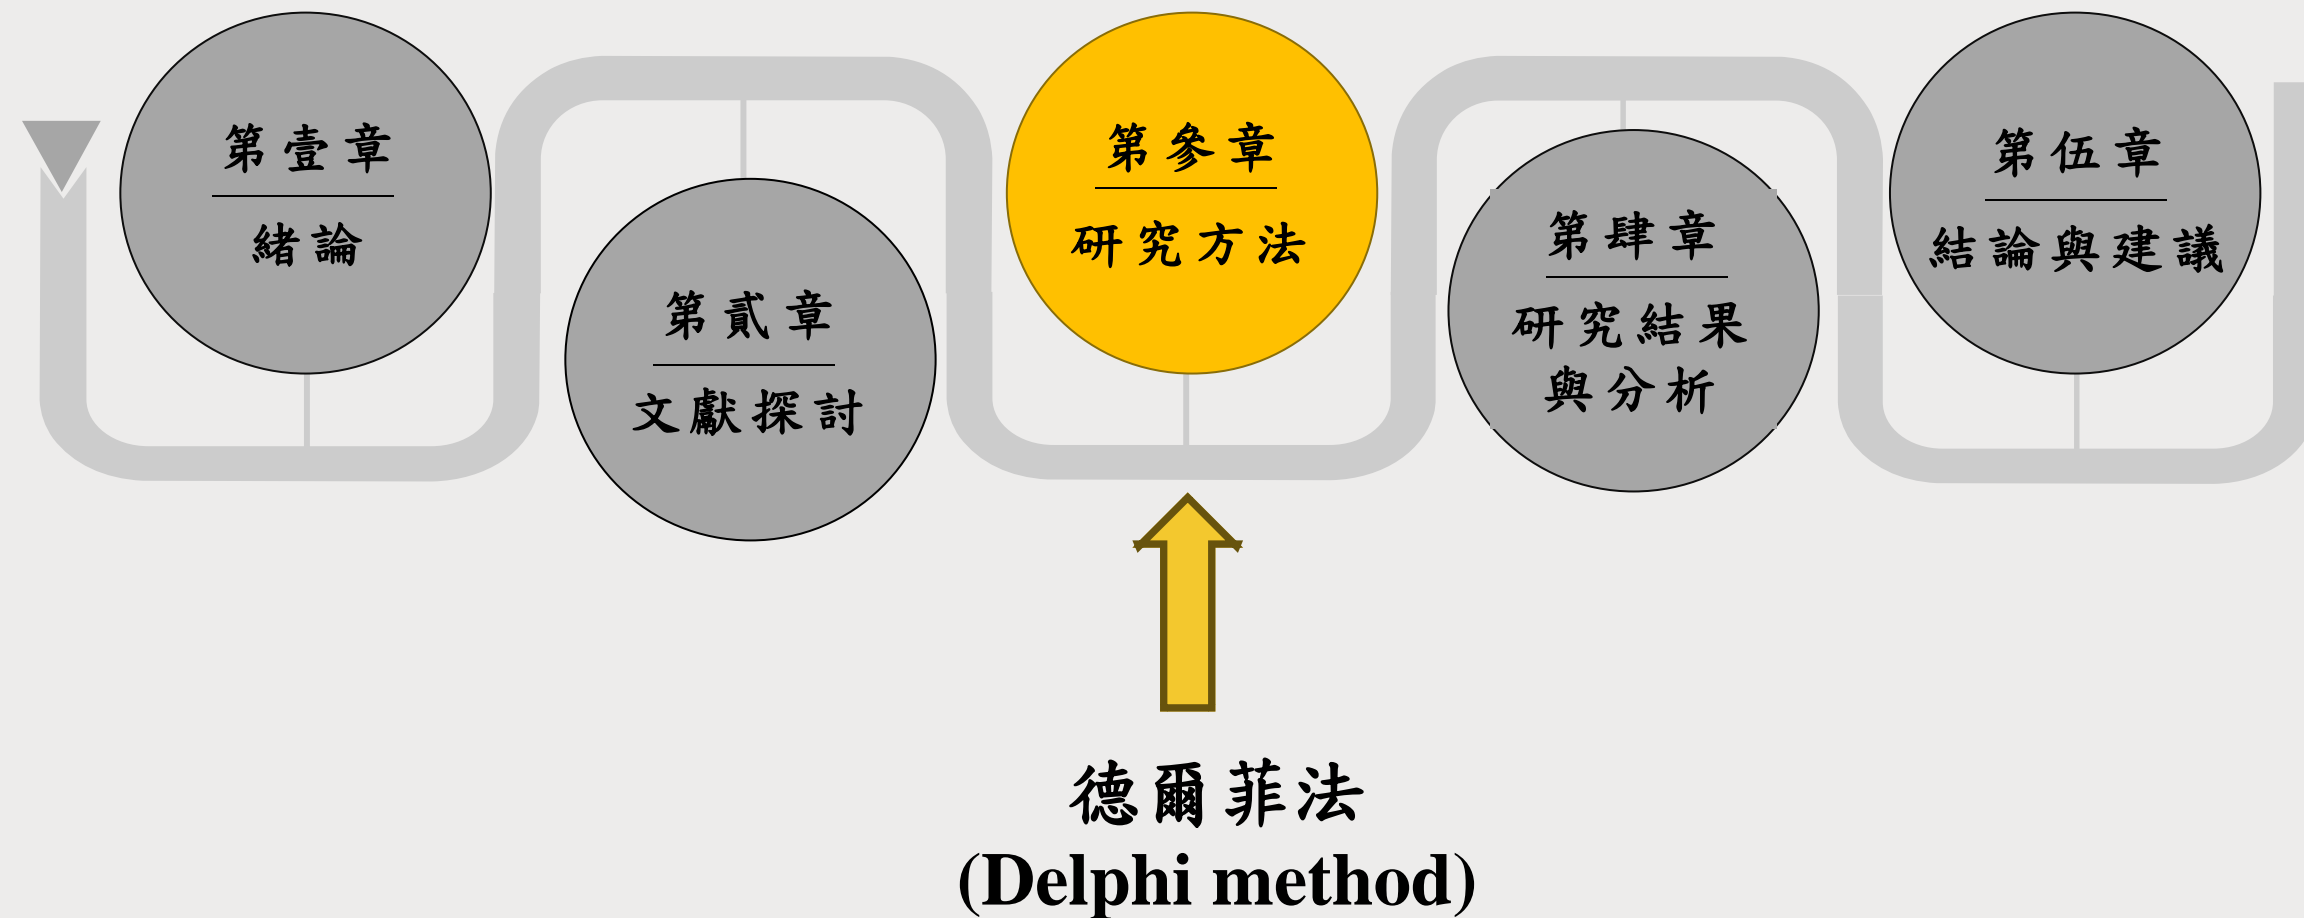 第壹章
緒論
第貳章
文獻探討
第參章
研究方法
第肆章
研究結果
與分析
第伍章
結論與建議
德爾菲法
(Delphi method)